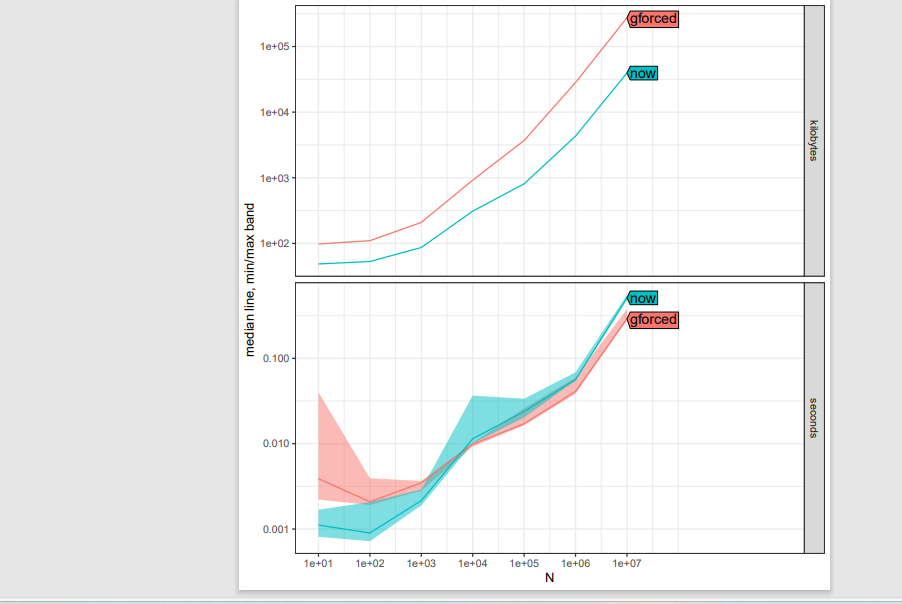 gforced
now
1e+05
1e+04
1e+03
1e+02
kilobytes
median line, min/max band
now
gforced
0.100
0.010
0.001
seconds
1e+01 1e+02 1e+03 1e+04 1e+05 1e+06 1e+07
N